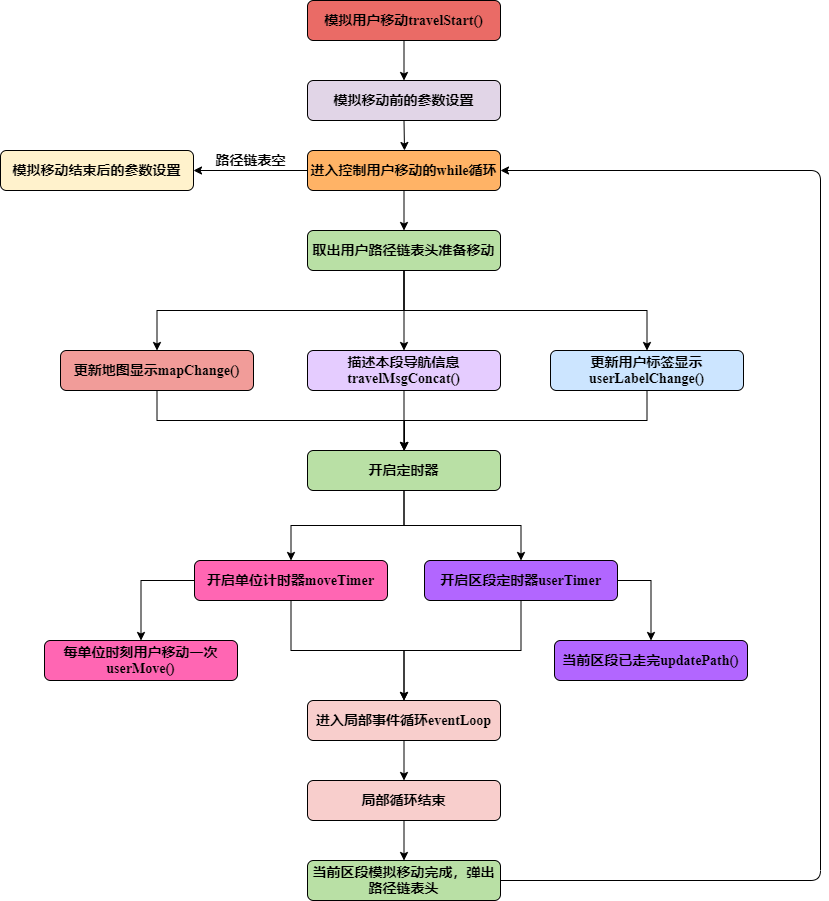 模拟用户移动travelStart()
模拟移动前的参数设置
路径链表空
模拟移动结束后的参数设置
进入控制用户移动的while循环
取出用户路径链表头准备移动
更新地图显示mapChange()
描述本段导航信息
travelMsgConcat()
更新用户标签显示
userLabelChange()
开启定时器
开启单位计时器moveTimer
开启区段定时器userTimer
每单位时刻用户移动一次
userMove()
当前区段已走完updatePath()
进入局部事件循环eventLoop
局部循环结束
当前区段模拟移动完成，弹出
路径链表头